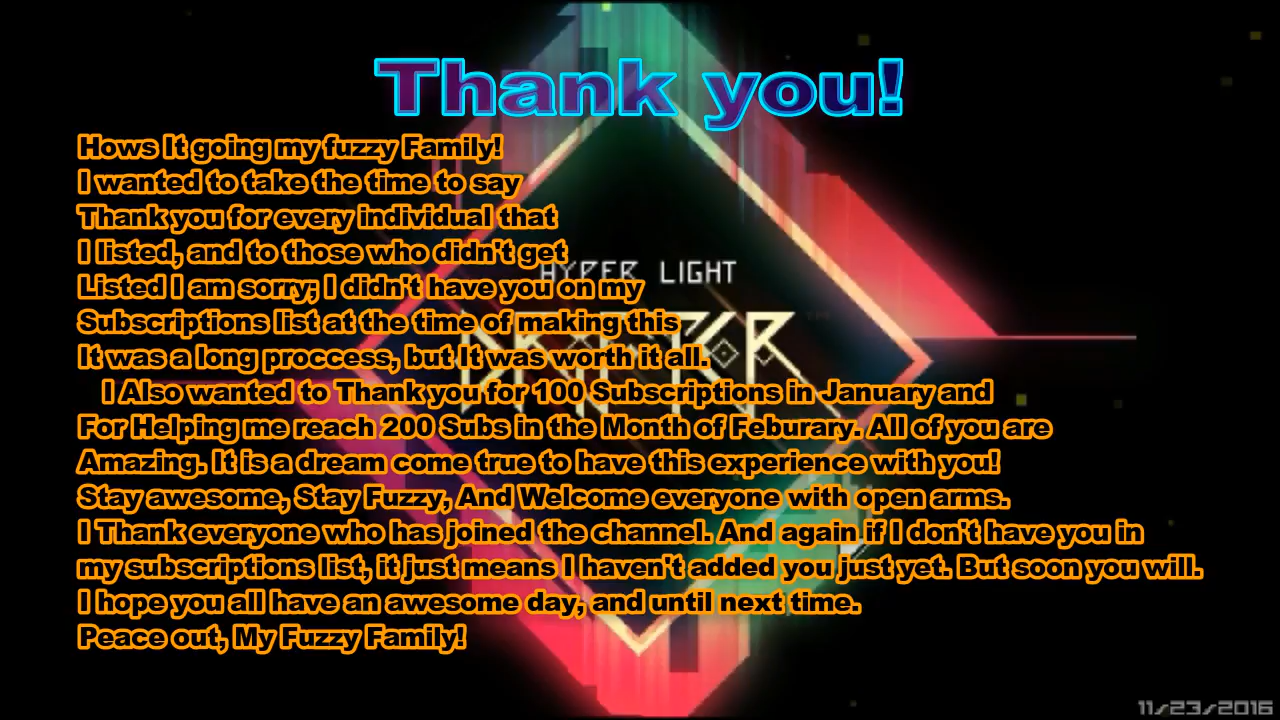 Thank you!
Hows It going my fuzzy Family!
I wanted to take the time to say
Thank you for every individual that
I listed, and to those who didn't get
HYPER LIGHT
Listed I am sorry; I didn't have you on my
Subscriptions list at the time of making this
It was a long proccess, but It was worth it all.
I Also wanted to Thank you for 100 Subscriptions in January and
For Helping me reach 200 Subs in the Month of Feburary. All of you are
Amazing. It is a dream come true to have this experience with you!
Stay awesome, Stay Fuzzy, And Welcome everyone with open arms.
I Thank everyone who has joined the channel. And again if I don't have you in
my subscriptions list, it just means I haven't added you just yet. But soon you will.
I hope you all have an awesome day, and until next time.
Peace out, My Fuzzy Family!
11/23/2016